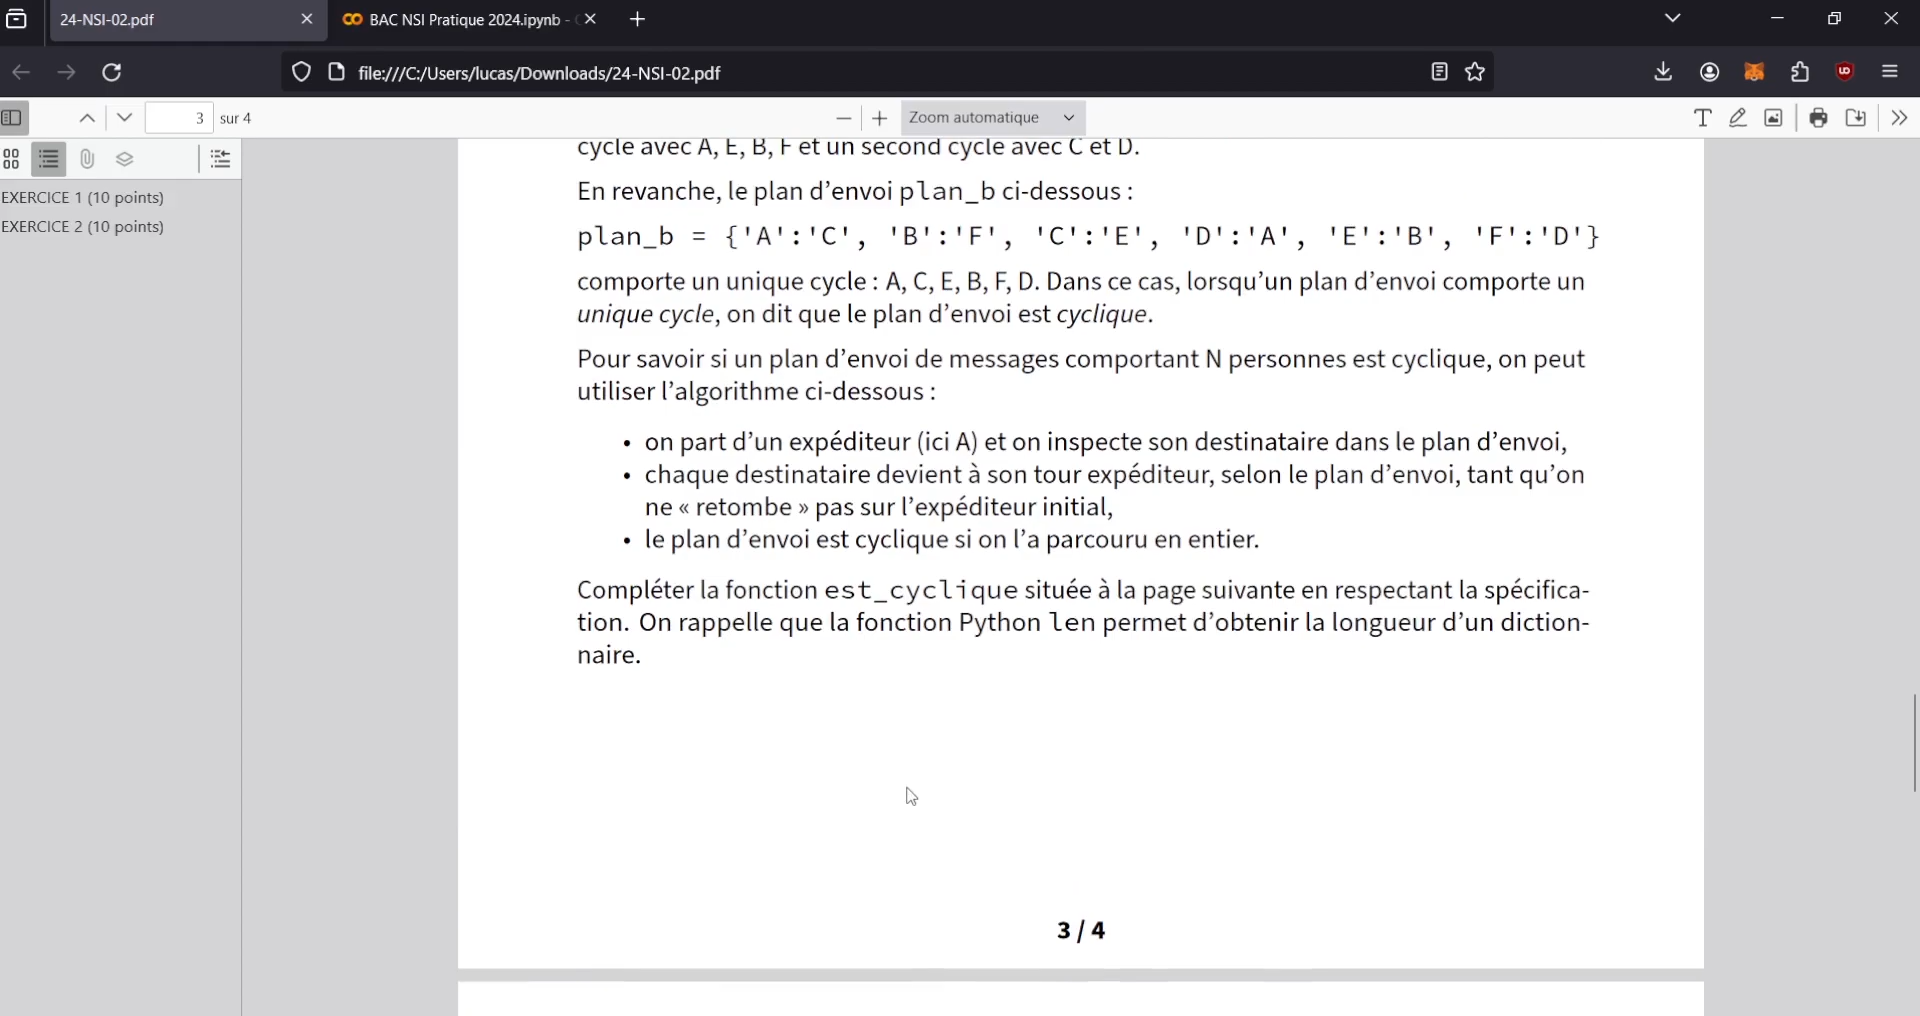 24-NSI-02.pdf
BAC NSI Pratique 2024.ipynb -
file:///C:/Users/lucas/Downloads/24-NSI-02.pdf
3 sur 4
Zoom automatique
EXERCICE 1 (10 points)
EXERCICE 2 (10 points)
cycle avec A, E, B, F et un second cycle avec C et D.
En revanche, le plan d’envoi plan_b ci-dessous :
plan_b = {'A':'C', 'B':'F', 'C':'E', 'D':'A', 'E':'B', 'F':'D'}
comporte un unique cycle : A, C, E, B, F, D. Dans ce cas, lorsqu’un plan d’envoi comporte un
unique cycle, on dit que le plan d’envoi est cyclique.
Pour savoir si un plan d’envoi de messages comportant N personnes est cyclique, on peut
utiliser l’algorithme ci-dessous :
• on part d’un expéditeur (ici A) et on inspecte son destinataire dans le plan d’envoi,
• chaque destinataire devient à son tour expéditeur, selon le plan d’envoi, tant qu’on
ne « retombe » pas sur l’expéditeur initial,
• le plan d’envoi est cyclique si on l’a parcouru en entier.
Compléter la fonction est_cyclique située à la page suivante en respectant la spécifica-
tion. On rappelle que la fonction Python len permet d’obtenir la longueur d’un diction-
naire.
3 / 4